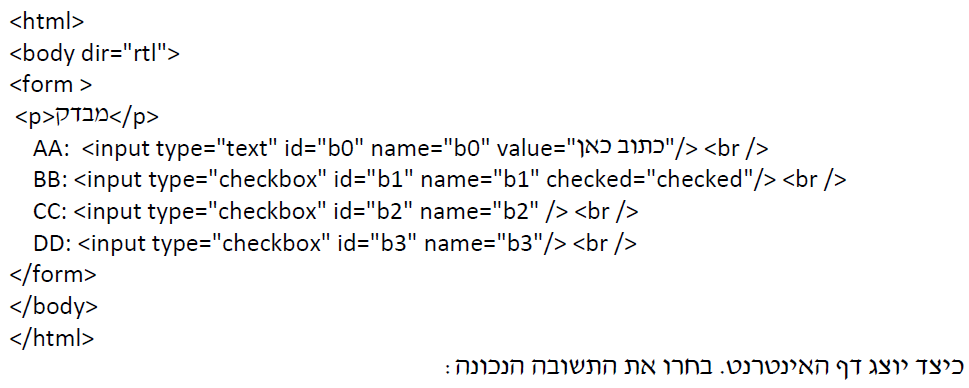 <html>
<body dir="rtl">
<form >
<p>מבדק</p>
AA:  <input type="text" id="b0" name="b0" value="כתוב כאן"/> <br />
BB: <input type="checkbox" id="b1" name="b1" checked="checked"/> <br />
CC: <input type="checkbox" id="b2" name="b2" /> <br />
DD: <input type="checkbox" id="b3" name="b3"/> <br />
</form>
</body>
</html>
כיצד יוצג דף האינטרנט. בחרו את התשובה הנכונה: